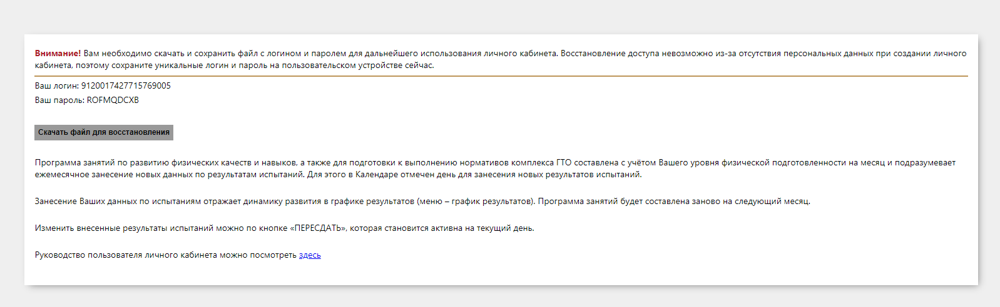 Внимание! Вам необходимо скачать и сохранить файл с логином и паролем для дальнейшего использования личного кабинета. Восстановление доступа невозможно из-за отсутствия персональных данных при создании личного
кабинета, поэтому сохраните уникальные логин и пароль на пользовательском устройстве сейчас.
Ваш логин: 9120017427715769005
Ваш пароль: ROFMQDCXB
Скачать файл для восстановления
Программа занятий по развитию физических качеств и навыков, а также для подготовки к выполнению нормативов комплекса ГТО составлена с учётом Вашего уровня физической подготовленности на месяц и подразумевает
ежемесячное занесение новых данных по результатам испытаний. Для этого в Календаре отмечен день для занесения новых результатов испытаний.
Занесение Ваших данных по испытаниям отражает динамику развития в графике результатов (меню – график результатов). Программа занятий будет составлена заново на следующий месяц.
Изменить внесенные результаты испытаний можно по кнопке «ПЕРЕСДАТЬ», которая становится активна на текущий день.
Руководство пользователя личного кабинета можно посмотреть здесь